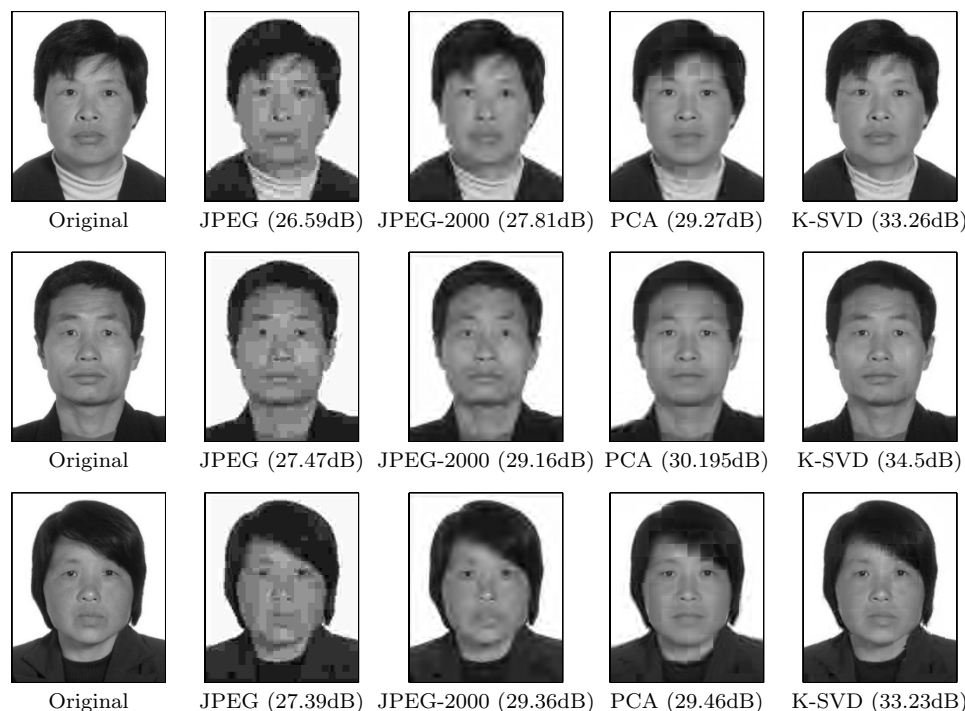 Original JPEG (26.59dB) JPEG-2000 (27.81dB) PCA (29.27dB) K-SVD (33.26dB)
Original JPEG (27.47dB) JPEG-2000 (29.16dB) PCA (30.195dB) K-SVD (34.5dB)
Original JPEG (27.39dB) JPEG-2000 (29.36dB) PCA (29.46dB) K-SVD (33.23dB)